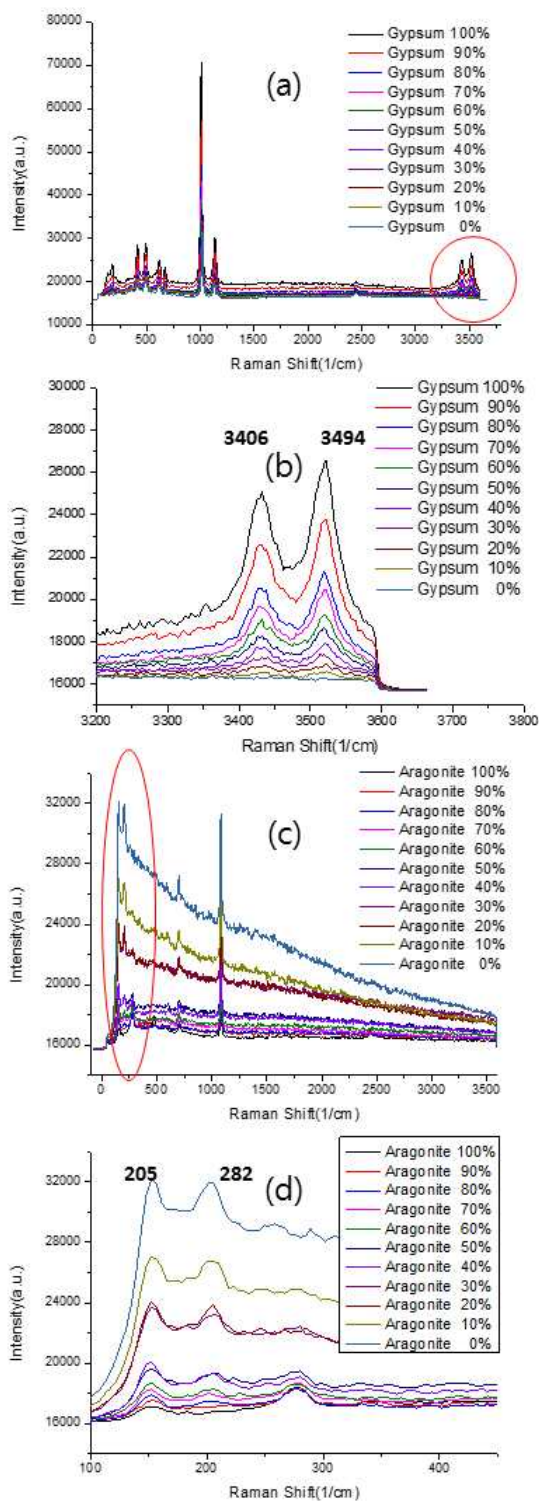 80000
70000
60000
50000
40000
30000
20000
10000
Intensity(a.u.)
(a)
Gypsum 100%
Gypsum 90%
Gypsum 80%
Gypsum 70%
Gypsum 60%
Gypsum 50%
Gypsum 40%
Gypsum 30%
Gypsum 20%
Gypsum 10%
Gypsum 0%
0 500 1000 1500 2000 2500 3000 3500
Raman Shift(1/cm)
30000
28000
26000
24000
22000
20000
18000
16000
Intensity(a.u.)
3406 3494
(b)
Gypsum 100%
Gypsum 90%
Gypsum 80%
Gypsum 70%
Gypsum 60%
Gypsum 50%
Gypsum 40%
Gypsum 30%
Gypsum 20%
Gypsum 10%
Gypsum 0%
3200 3300 3400 3500 3600 3700 3800
Raman Shift(1/cm)
32000
28000
24000
20000
16000
Intensity(a.u.)
(c)
Aragonite 100%
Aragonite 90%
Aragonite 80%
Aragonite 70%
Aragonite 60%
Aragonite 50%
Aragonite 40%
Aragonite 30%
Aragonite 20%
Aragonite 10%
Aragonite 0%
0 500 1000 1500 2000 2500 3000 3500
Raman Shift(1/cm)
32000
28000
24000
20000
16000
Intensity(a.u.)
205 282
(d)
Aragonite 100%
Aragonite 90%
Aragonite 80%
Aragonite 70%
Aragonite 60%
Aragonite 50%
Aragonite 40%
Aragonite 30%
Aragonite 20%
Aragonite 10%
Aragonite 0%
100 200 300 400
Raman Shift(1/cm)